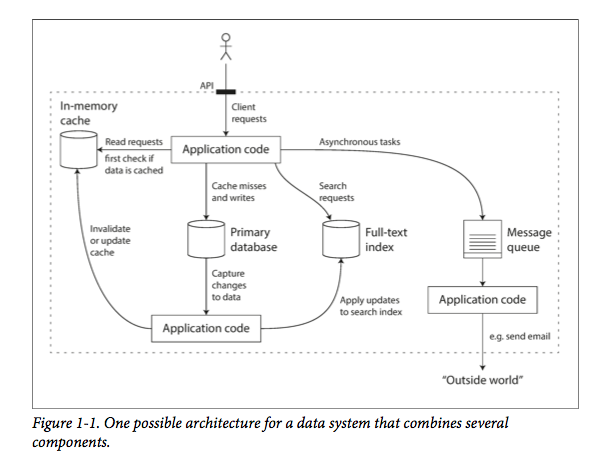 API
Client
requests
In-memory
cache
Read requests
first check if
data is cached
Application code
Asynchronous tasks
Cache misses
and writes
Search
requests
Invalidate
or update
cache
Primary
database
Full-text
index
Message
queue
Capture
changes
to data
Apply updates
to search index
Application code
Application code
e.g. send email
“Outside world”
Figure 1-1. One possible architecture for a data system that combines several
components.